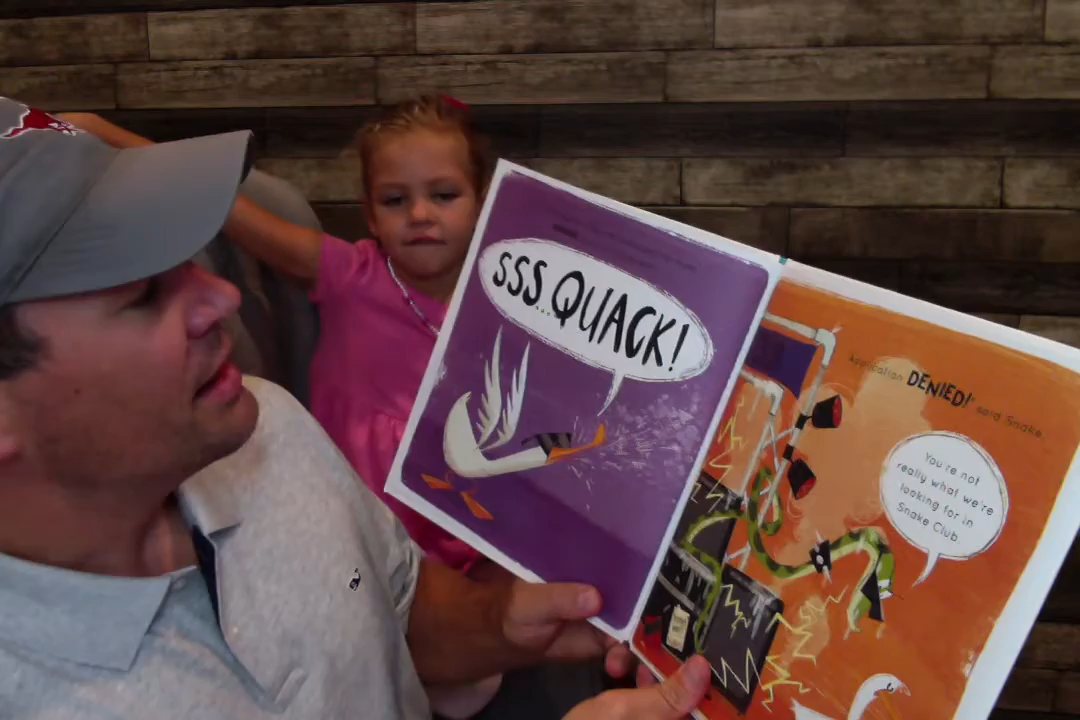 SSS...QUACK!
Application DENIED!" said Snake.
You're not
really what we're
looking for in
Snake Club.